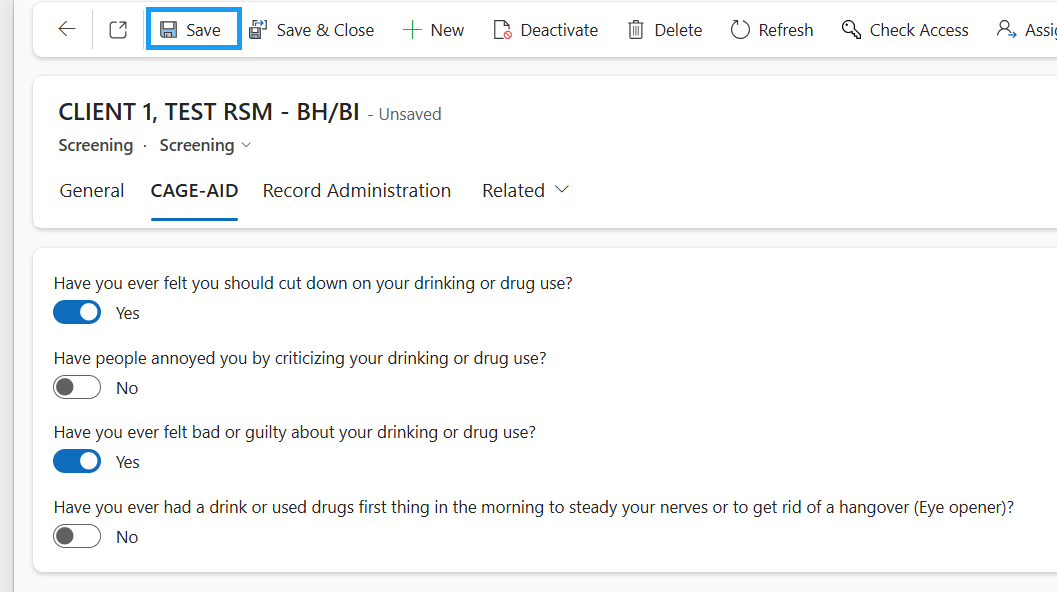 Save Save & Close New Deactivate Delete Refresh Check Access
CLIENT 1, TEST RSM - BH/BI - Unsaved
Screening · Screening
General CAGE-AID Record Administration Related
Have you ever felt you should cut down on your drinking or drug use?
Yes
Have people annoyed you by criticizing your drinking or drug use?
No
Have you ever felt bad or guilty about your drinking or drug use?
Yes
Have you ever had a drink or used drugs first thing in the morning to steady your nerves or to get rid of a hangover (Eye opener)?
No